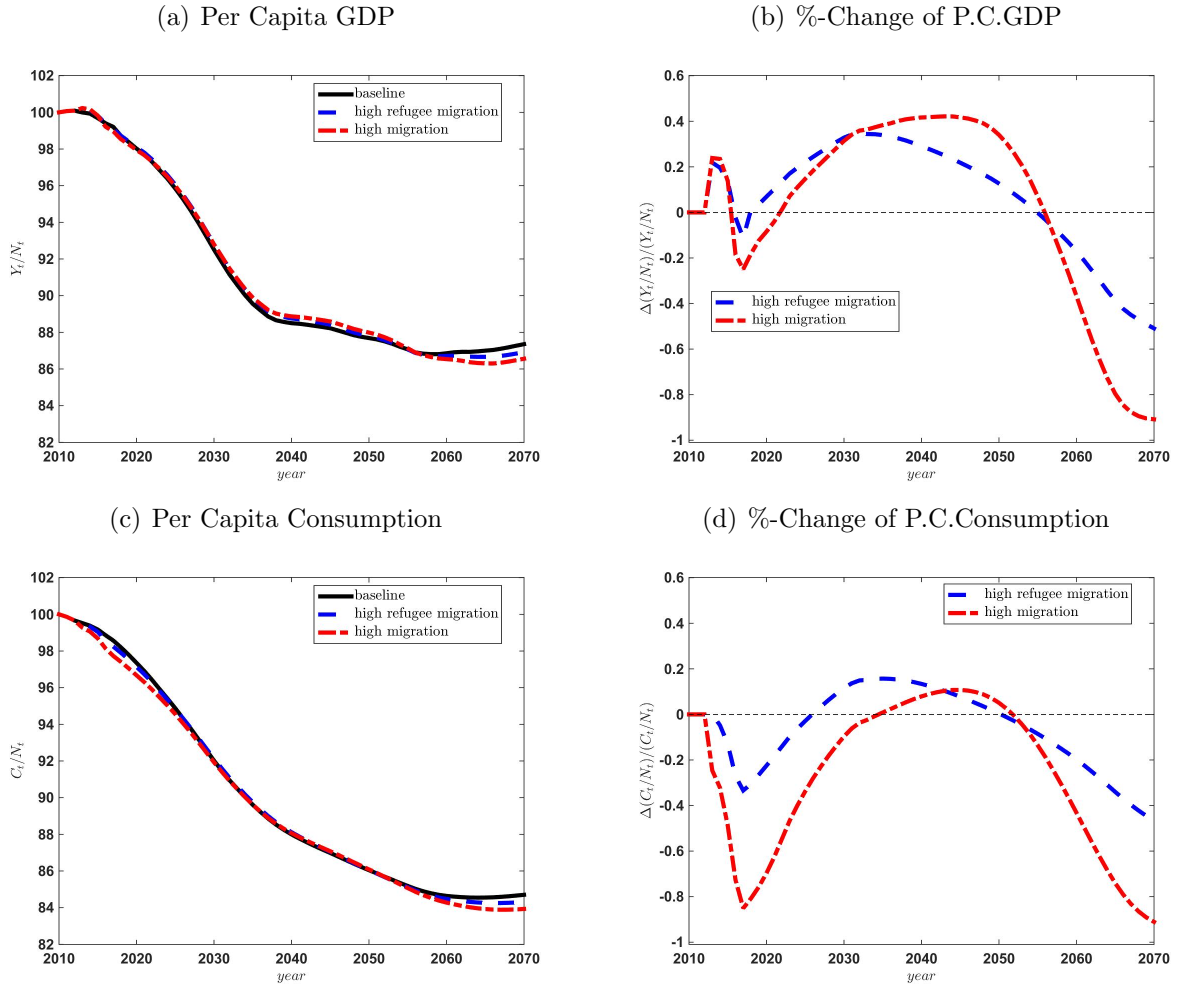 (a) Per Capita GDP
102
100
98
96
94
92
90
88
86
84
82
Y_t/N_t
2010 2020 2030 2040 2050 2060 2070
year
baseline
high refugee migration
high migration
(b) %-Change of P.C.GDP
0.6
0.4
0.2
0
-0.2
-0.4
-0.6
-0.8
-1
Δ(Y_t/N_t)/(Y_t/N_t)
2010 2020 2030 2040 2050 2060 2070
year
high refugee migration
high migration
(c) Per Capita Consumption
102
100
98
96
94
92
90
88
86
84
82
C_t/N_t
2010 2020 2030 2040 2050 2060 2070
year
baseline
high refugee migration
high migration
(d) %-Change of P.C.Consumption
0.6
0.4
0.2
0
-0.2
-0.4
-0.6
-0.8
-1
Δ(C_t/N_t)/(C_t/N_t)
2010 2020 2030 2040 2050 2060 2070
year
high refugee migration
high migration